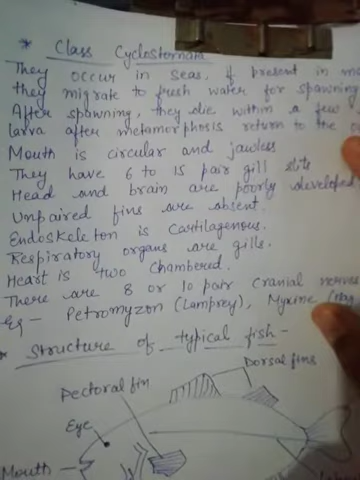 * Class Cyclostomata
They occur in seas, if present in
they migrate to fresh water for spawning
After spawning, they die within a few
larva after metamorphosis return to the
Mouth is circular and jawless
They have 6 to 15 pair gill slits
Head and brain are poorly developed
Unpaired fins are absent.
Endoskeleton is Cartilagenous.
Respiratory organs are gills.
Heart is two chambered.
There are 8 or 10 pair cranial nerves
Eg - Petromyzon (Lamprey), Myxine
* Structure of typical fish -
Dorsal fins
Pectoral fin
Eye
Mouth